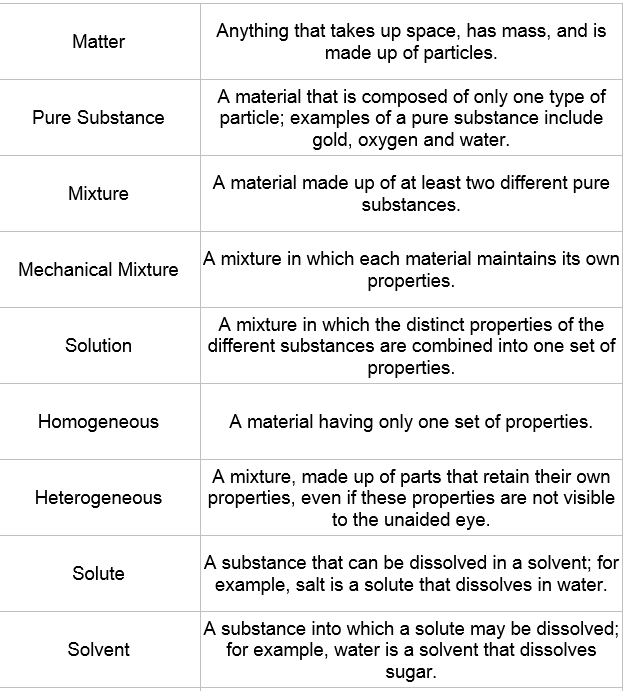 Matter
Anything that takes up space, has mass, and is
made up of particles.
Pure Substance
A material that is composed of only one type of
particle; examples of a pure substance include
gold, oxygen and water.
Mixture
A material made up of at least two different pure
substances.
Mechanical Mixture
A mixture in which each material maintains its own
properties.
Solution
A mixture in which the distinct properties of the
different substances are combined into one set of
properties.
Homogeneous
A material having only one set of properties.
Heterogeneous
A mixture, made up of parts that retain their own
properties, even if these properties are not visible
to the unaided eye.
Solute
A substance that can be dissolved in a solvent; for
example, salt is a solute that dissolves in water.
Solvent
A substance into which a solute may be dissolved;
for example, water is a solvent that dissolves
sugar.